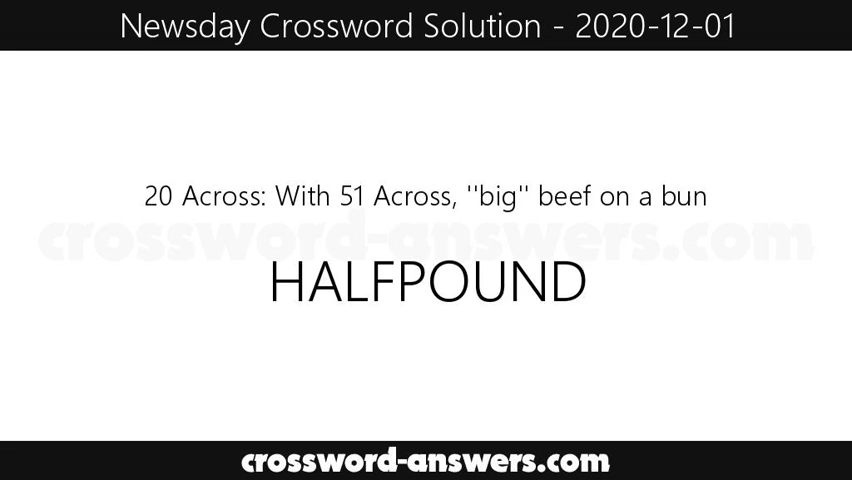 Newsday Crossword Solution - 2020-12-01
20 Across: With 51 Across, ''big'' beef on a bun
crossword-answers.com
HALFPOUND
crossword-answers.com